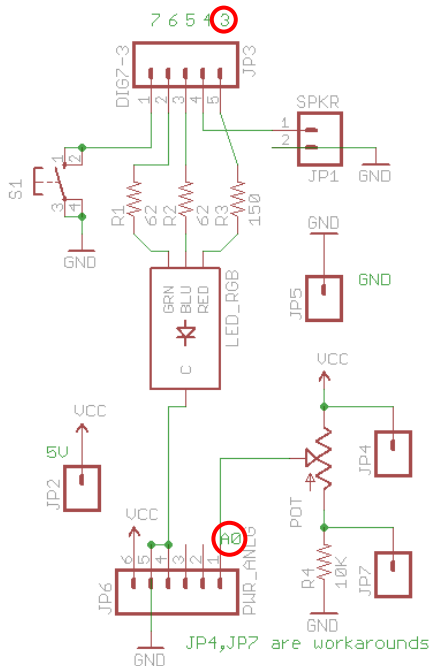 7 6 5 4 3
DIG7-3
JP3
1 2 3 4 5
SPKR
1
2
JP1
GND
S1
1 2
3 4
GND
R1
62
R2
62
R3
150
GND
JP5
GND
GRN
BLU
RED
LED_RGB
C
VCC
VCC
5V
JP2
JP4
POT
VCC
A0
6 5 4 3 2 1
JP6
PWR_ANLG
R4
10K
JP7
GND
JP4,JP7 are workarounds
GND